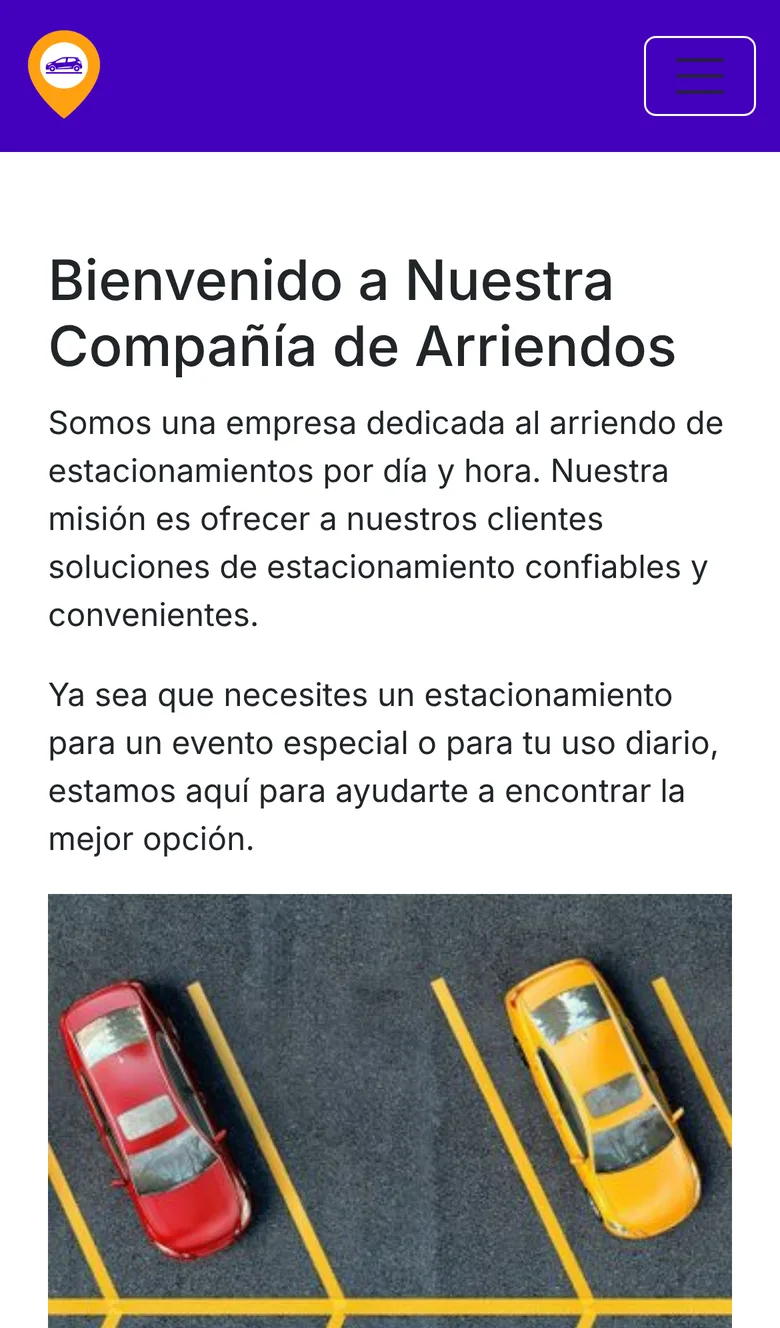 Bienvenido a Nuestra
Compañía de Arriendos
Somos una empresa dedicada al arriendo de
estacionamientos por día y hora. Nuestra
misión es ofrecer a nuestros clientes
soluciones de estacionamiento confiables y
convenientes.
Ya sea que necesites un estacionamiento
para un evento especial o para tu uso diario,
estamos aquí para ayudarte a encontrar la
mejor opción.